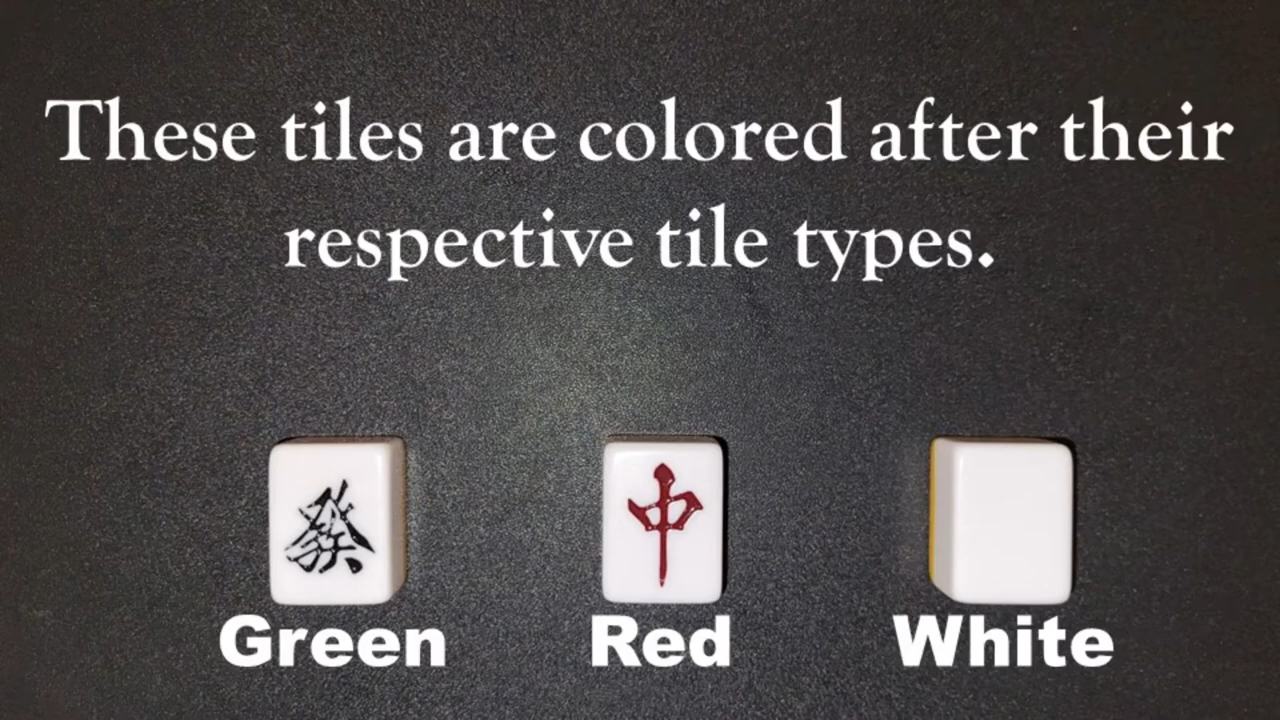 These tiles are colored after their
respective tile types.
發
中
Green
Red
White